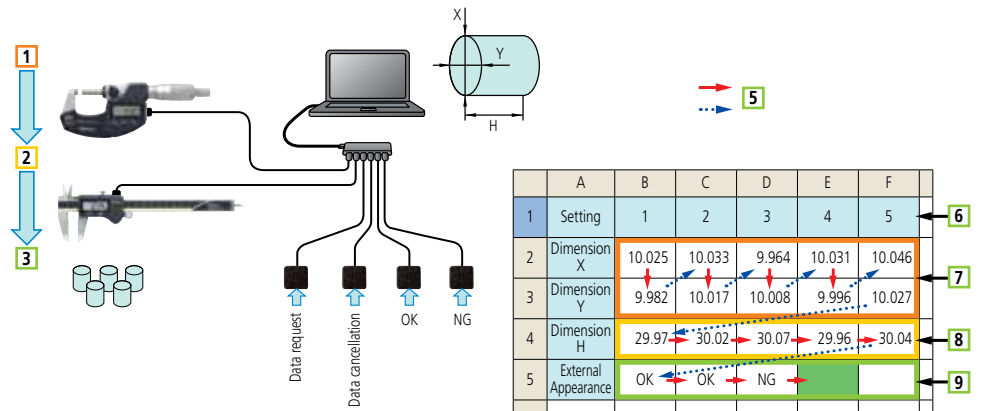 1
2
3
X
Y
H
5
Data request
Data cancellation
OK
NG
A B C D E F
1 Setting 1 2 3 4 5
6
2 Dimension X 10.025 10.033 9.964 10.031 10.046
7
3 Dimension Y 9.982 10.017 10.008 9.996 10.027
4 Dimension H 29.97 30.02 30.07 29.96 30.04
8
5 External Appearance OK OK NG
9